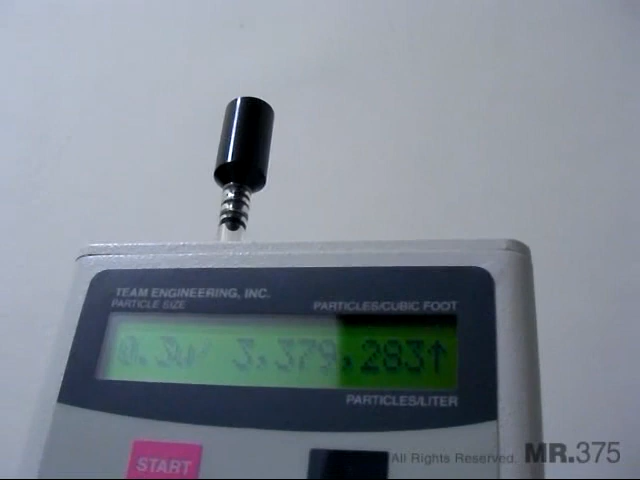 TEAM ENGINEERING, INC.
PARTICLE SIZE PARTICLES/CUBIC FOOT
0.3u 3,379,283↑
PARTICLES/LITER
START
All Rights Reserved. MR.375